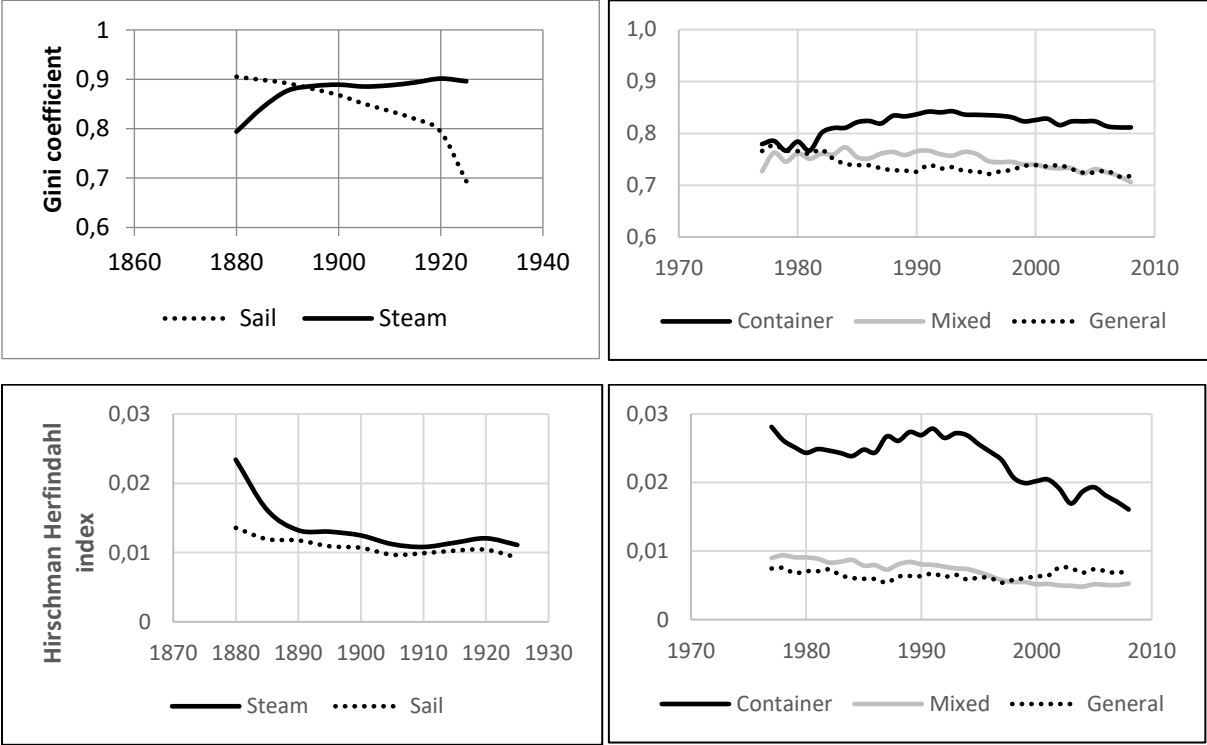 Gini coefficient
1
0,9
0,8
0,7
0,6
1860 1880 1900 1920 1940
Sail Steam
1,0
0,9
0,8
0,7
0,6
1970 1980 1990 2000 2010
Container Mixed General
Hirschman Herfindahl
index
0,03
0,02
0,01
0
1870 1880 1890 1900 1910 1920 1930
Steam Sail
0,03
0,02
0,01
0
1970 1980 1990 2000 2010
Container Mixed General